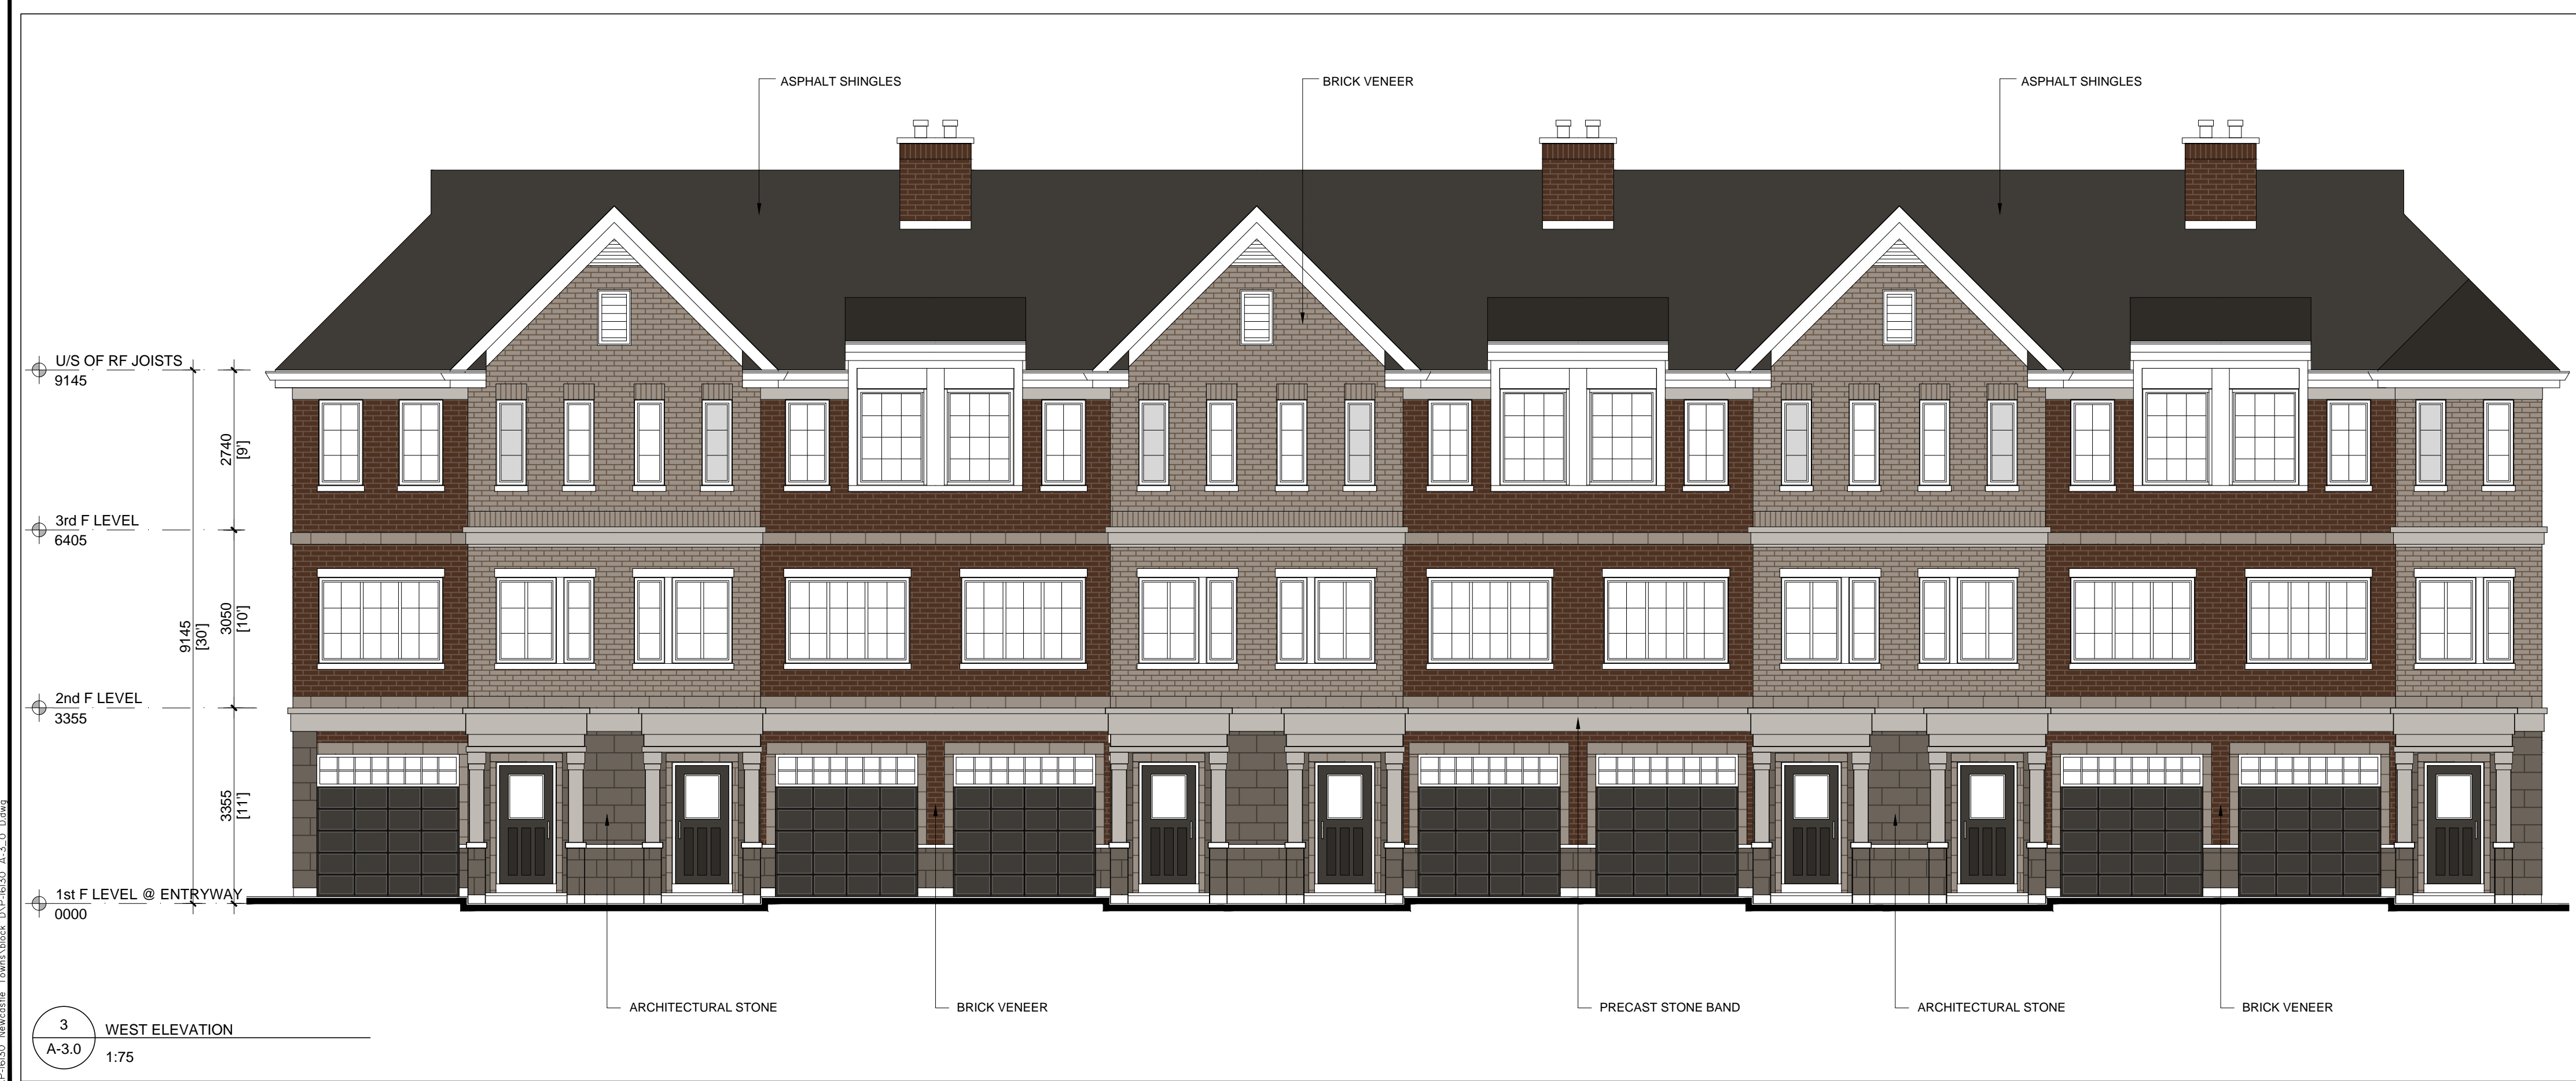 ASPHALT SHINGLES
BRICK VENEER
ASPHALT SHINGLES
U/S OF RF JOISTS
9145
2740
[9']
3rd F LEVEL
6405
9145
[30']
3050
[10']
2nd F LEVEL
3355
3355
[11']
1st F LEVEL @ ENTRYWAY
0000
ARCHITECTURAL STONE
BRICK VENEER
PRECAST STONE BAND
ARCHITECTURAL STONE
BRICK VENEER
3
A-3.0
WEST ELEVATION
1:75